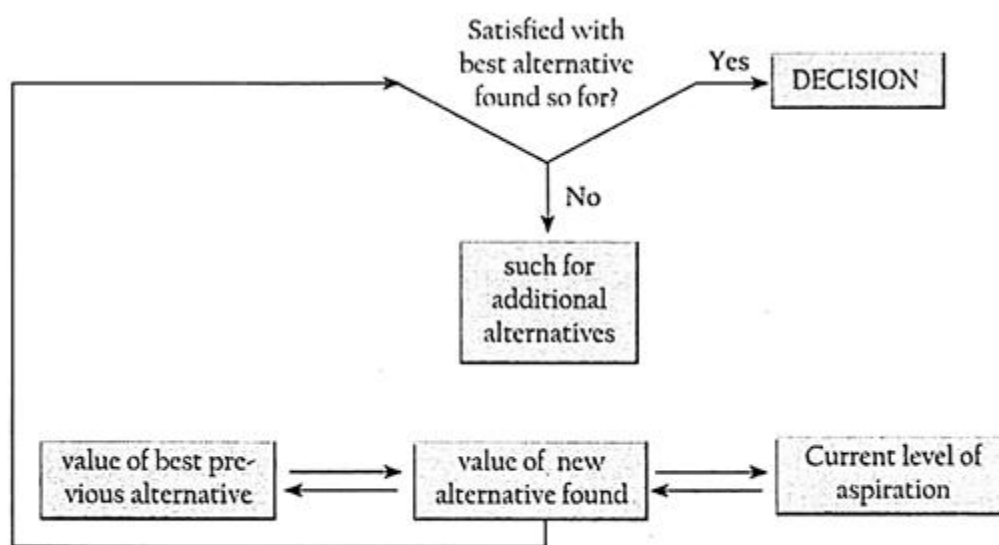 Satisfied with
best alternative
found so for?
Yes
DECISION
No
such for
additional
alternatives
value of best pre-
vious alternative
value of new
alternative found
Current level of
aspiration